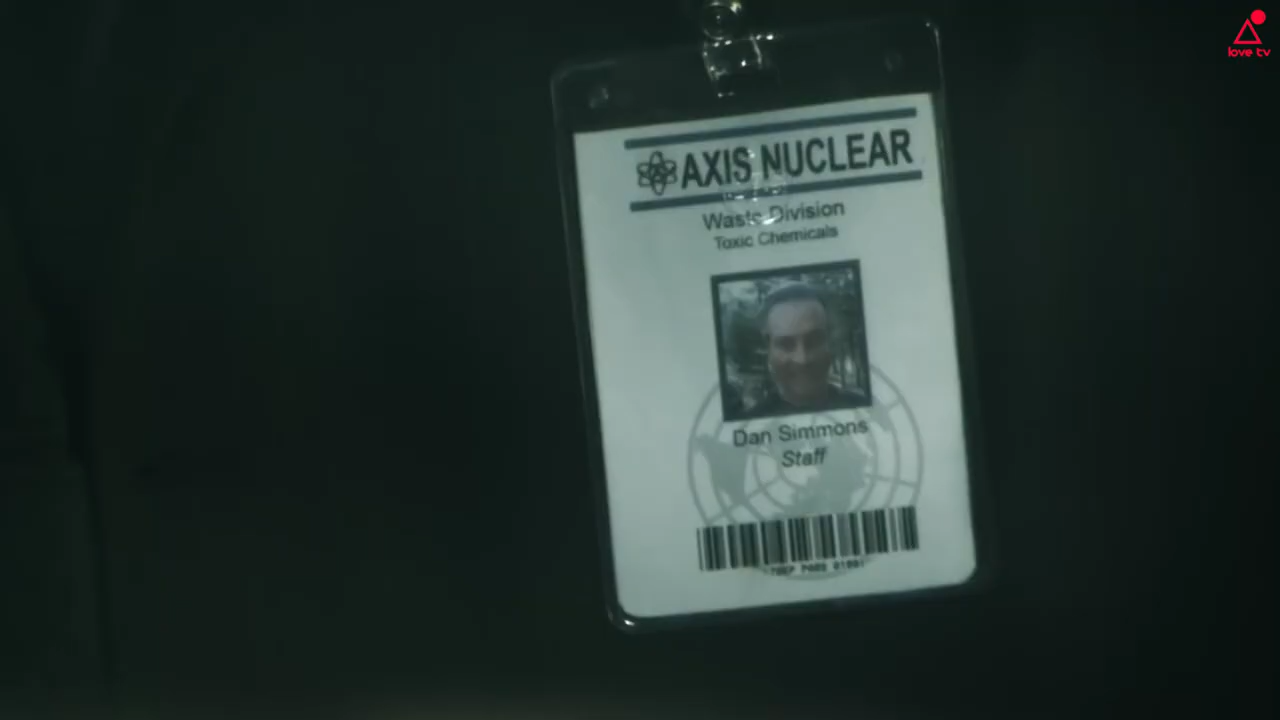 love tv
AXIS NUCLEAR
Waste Division
Toxic Chemicals
Dan Simmons
Staff